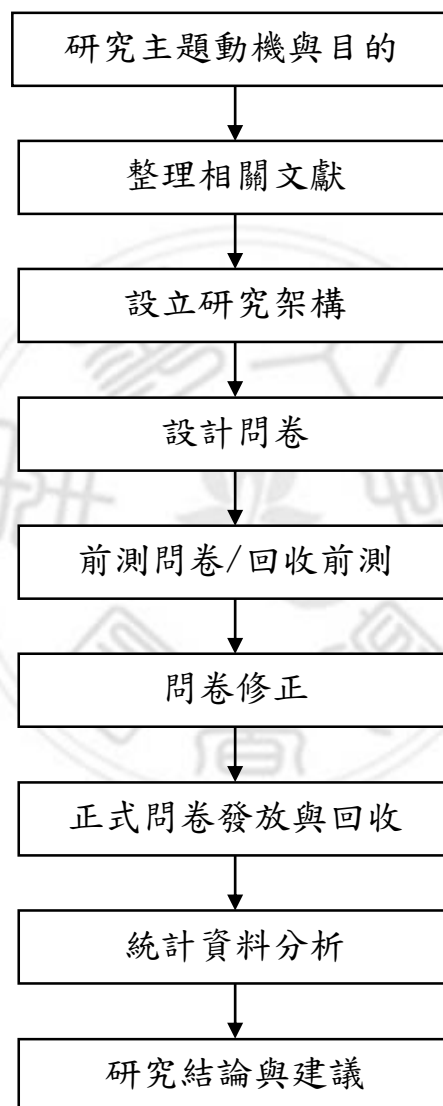 研究主題動機與目的
整理相關文獻
設立研究架構
設計問卷
前測問卷/回收前測
問卷修正
正式問卷發放與回收
統計資料分析
研究結論與建議